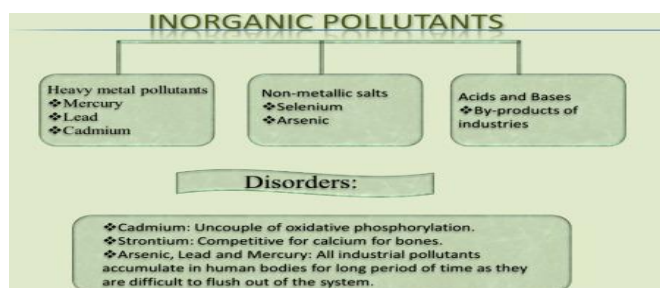 INORGANIC POLLUTANTS
Heavy metal pollutants
❖Mercury
❖Lead
❖Cadmium
Non-metallic salts
❖Selenium
❖Arsenic
Acids and Bases
❖By-products of
industries
Disorders:
❖Cadmium: Uncouple of oxidative phosphorylation.
❖Strontium: Competitive for calcium for bones.
❖Arsenic, Lead and Mercury: All industrial pollutants
accumulate in human bodies for long period of time as they
are difficult to flush out of the system.